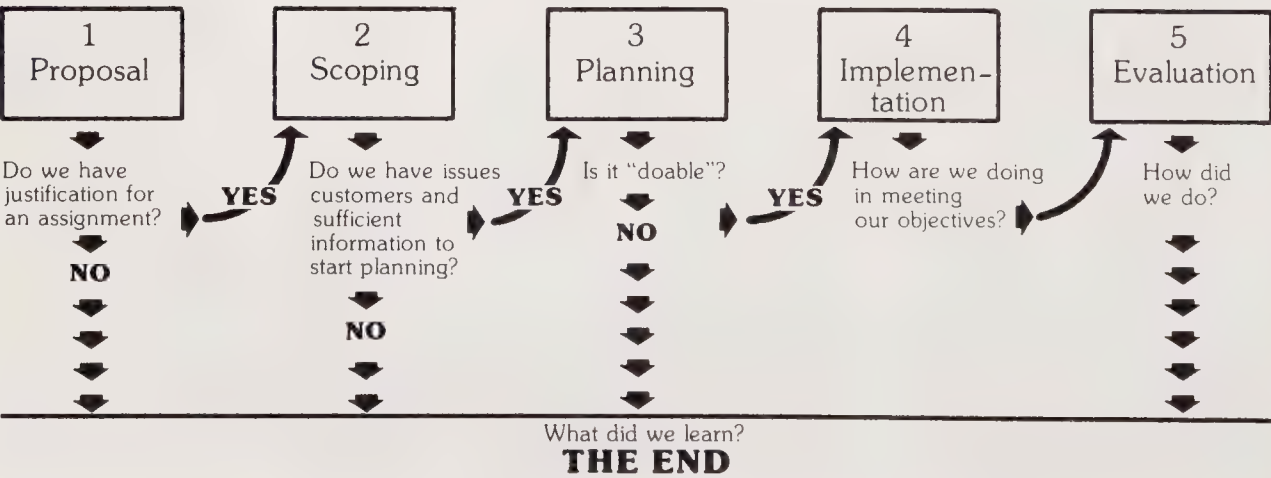 1
Proposal
Do we have
justification for
an assignment?
NO
YES
2
Scoping
Do we have issues
customers and
sufficient
information to
start planning?
NO
YES
3
Planning
Is it "doable"?
NO
YES
4
Implemen-
tation
How are we doing
in meeting
our objectives?
5
Evaluation
How did
we do?
What did we learn?
THE END